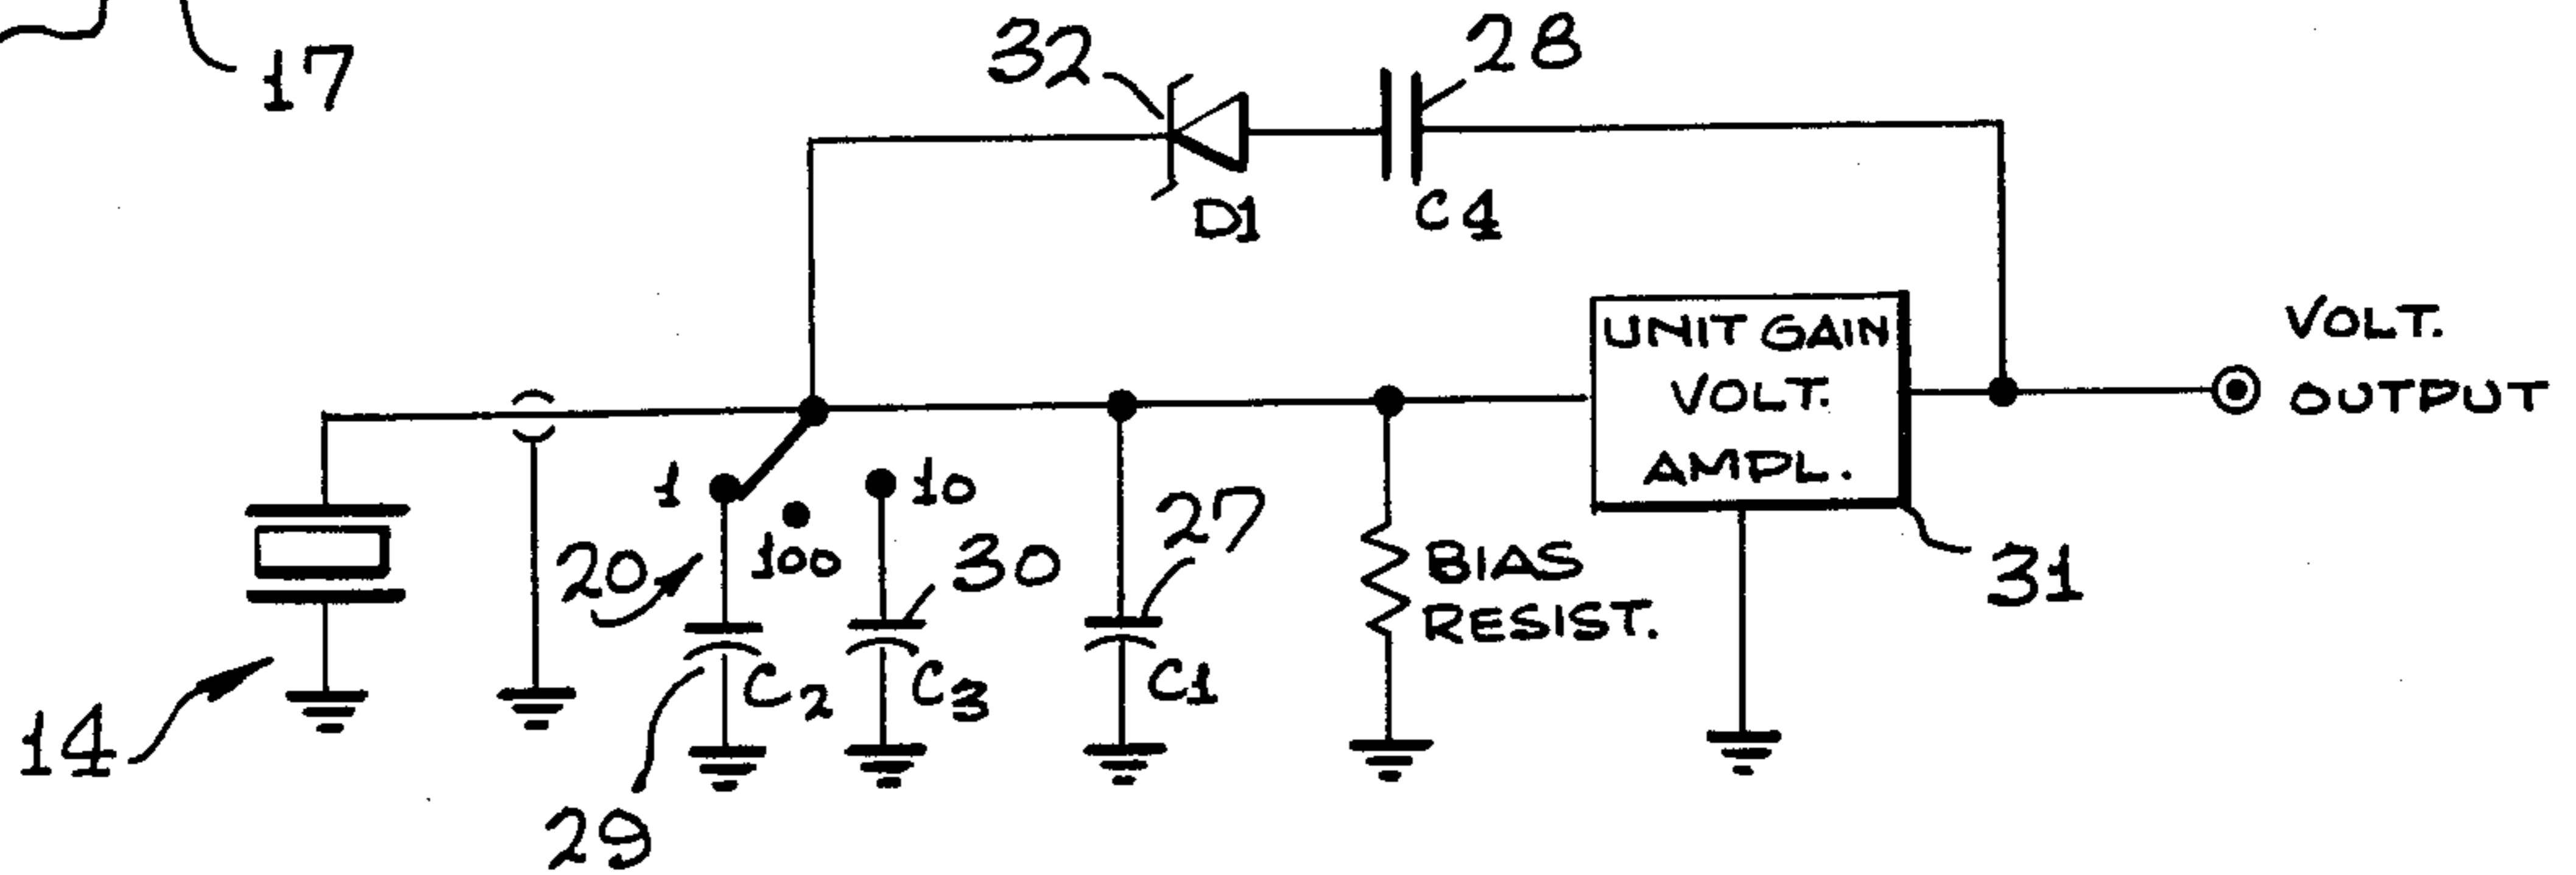 17
32
28
D1
C4
UNIT GAIN
VOLT.
AMPL.
VOLT.
OUTPUT
1
100
10
20
30
27
BIAS
RESIST.
31
C2
C3
C1
14
29